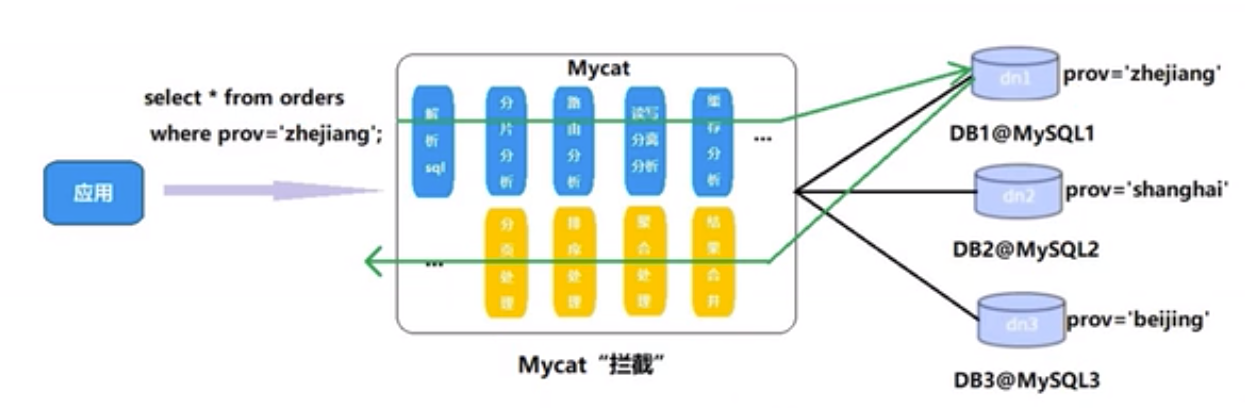 Mycat
select * from orders
where prov='zhejiang';
应用
解析sql
分片分析
路由分析
读写分离分析
缓存分析
...
...
分页处理
排序处理
聚合处理
结果合并
Mycat“拦截”
dn1
prov='zhejiang'
DB1@MySQL1
dn2
prov='shanghai'
DB2@MySQL2
dn3
prov='beijing'
DB3@MySQL3